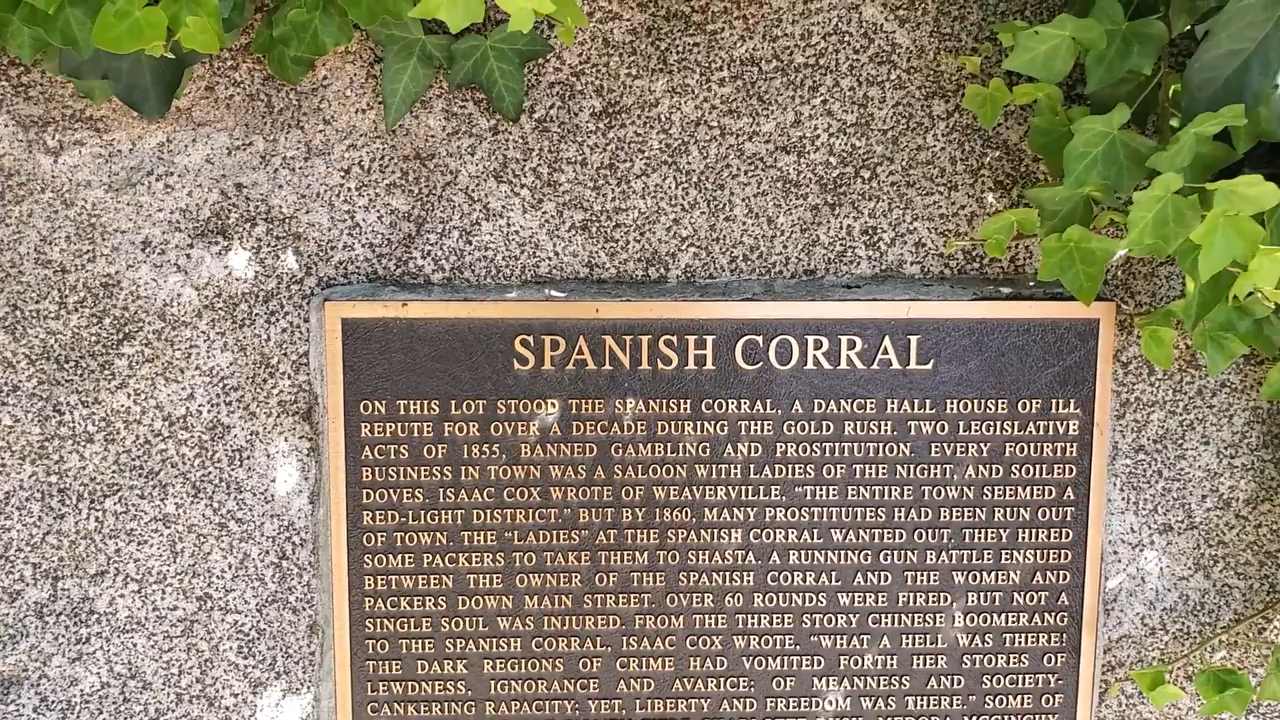 SPANISH CORRAL
ON THIS LOT STOOD THE SPANISH CORRAL, A DANCE HALL HOUSE OF ILL
REPUTE FOR OVER A DECADE DURING THE GOLD RUSH. TWO LEGISLATIVE
ACTS OF 1855, BANNED GAMBLING AND PROSTITUTION. EVERY FOURTH
BUSINESS IN TOWN WAS A SALOON WITH LADIES OF THE NIGHT, AND SOILED
DOVES. ISAAC COX WROTE OF WEAVERVILLE, “THE ENTIRE TOWN SEEMED A
RED-LIGHT DISTRICT.” BUT BY 1860, MANY PROSTITUTES HAD BEEN RUN OUT
OF TOWN. THE “LADIES” AT THE SPANISH CORRAL WANTED OUT. THEY HIRED
SOME PACKERS TO TAKE THEM TO SHASTA. A RUNNING GUN BATTLE ENSUED
BETWEEN THE OWNER OF THE SPANISH CORRAL AND THE WOMEN AND
PACKERS DOWN MAIN STREET. OVER 60 ROUNDS WERE FIRED, BUT NOT A
SINGLE SOUL WAS INJURED. FROM THE THREE STORY CHINESE BOOMERANG
TO THE SPANISH CORRAL, ISAAC COX WROTE, “WHAT A HELL WAS THERE!
THE DARK REGIONS OF CRIME HAD VOMITED FORTH HER STORES OF
LEWDNESS, IGNORANCE AND AVARICE; OF MEANNESS AND SOCIETY-
CANKERING RAPACITY; YET, LIBERTY AND FREEDOM WAS THERE.” SOME OF